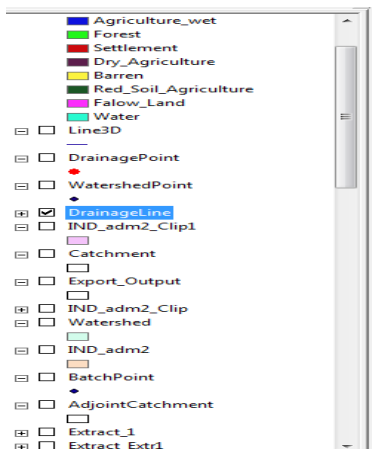 Agriculture_wet
Forest
Settlement
Dry_Agriculture
Barren
Red_Soil_Agriculture
Falow_Land
Water
Line3D
DrainagePoint
WatershedPoint
DrainageLine
IND_adm2_Clip1
Catchment
Export_Output
IND_adm2_Clip
Watershed
IND_adm2
BatchPoint
AdjointCatchment
Extract_1
Extract_Extr1